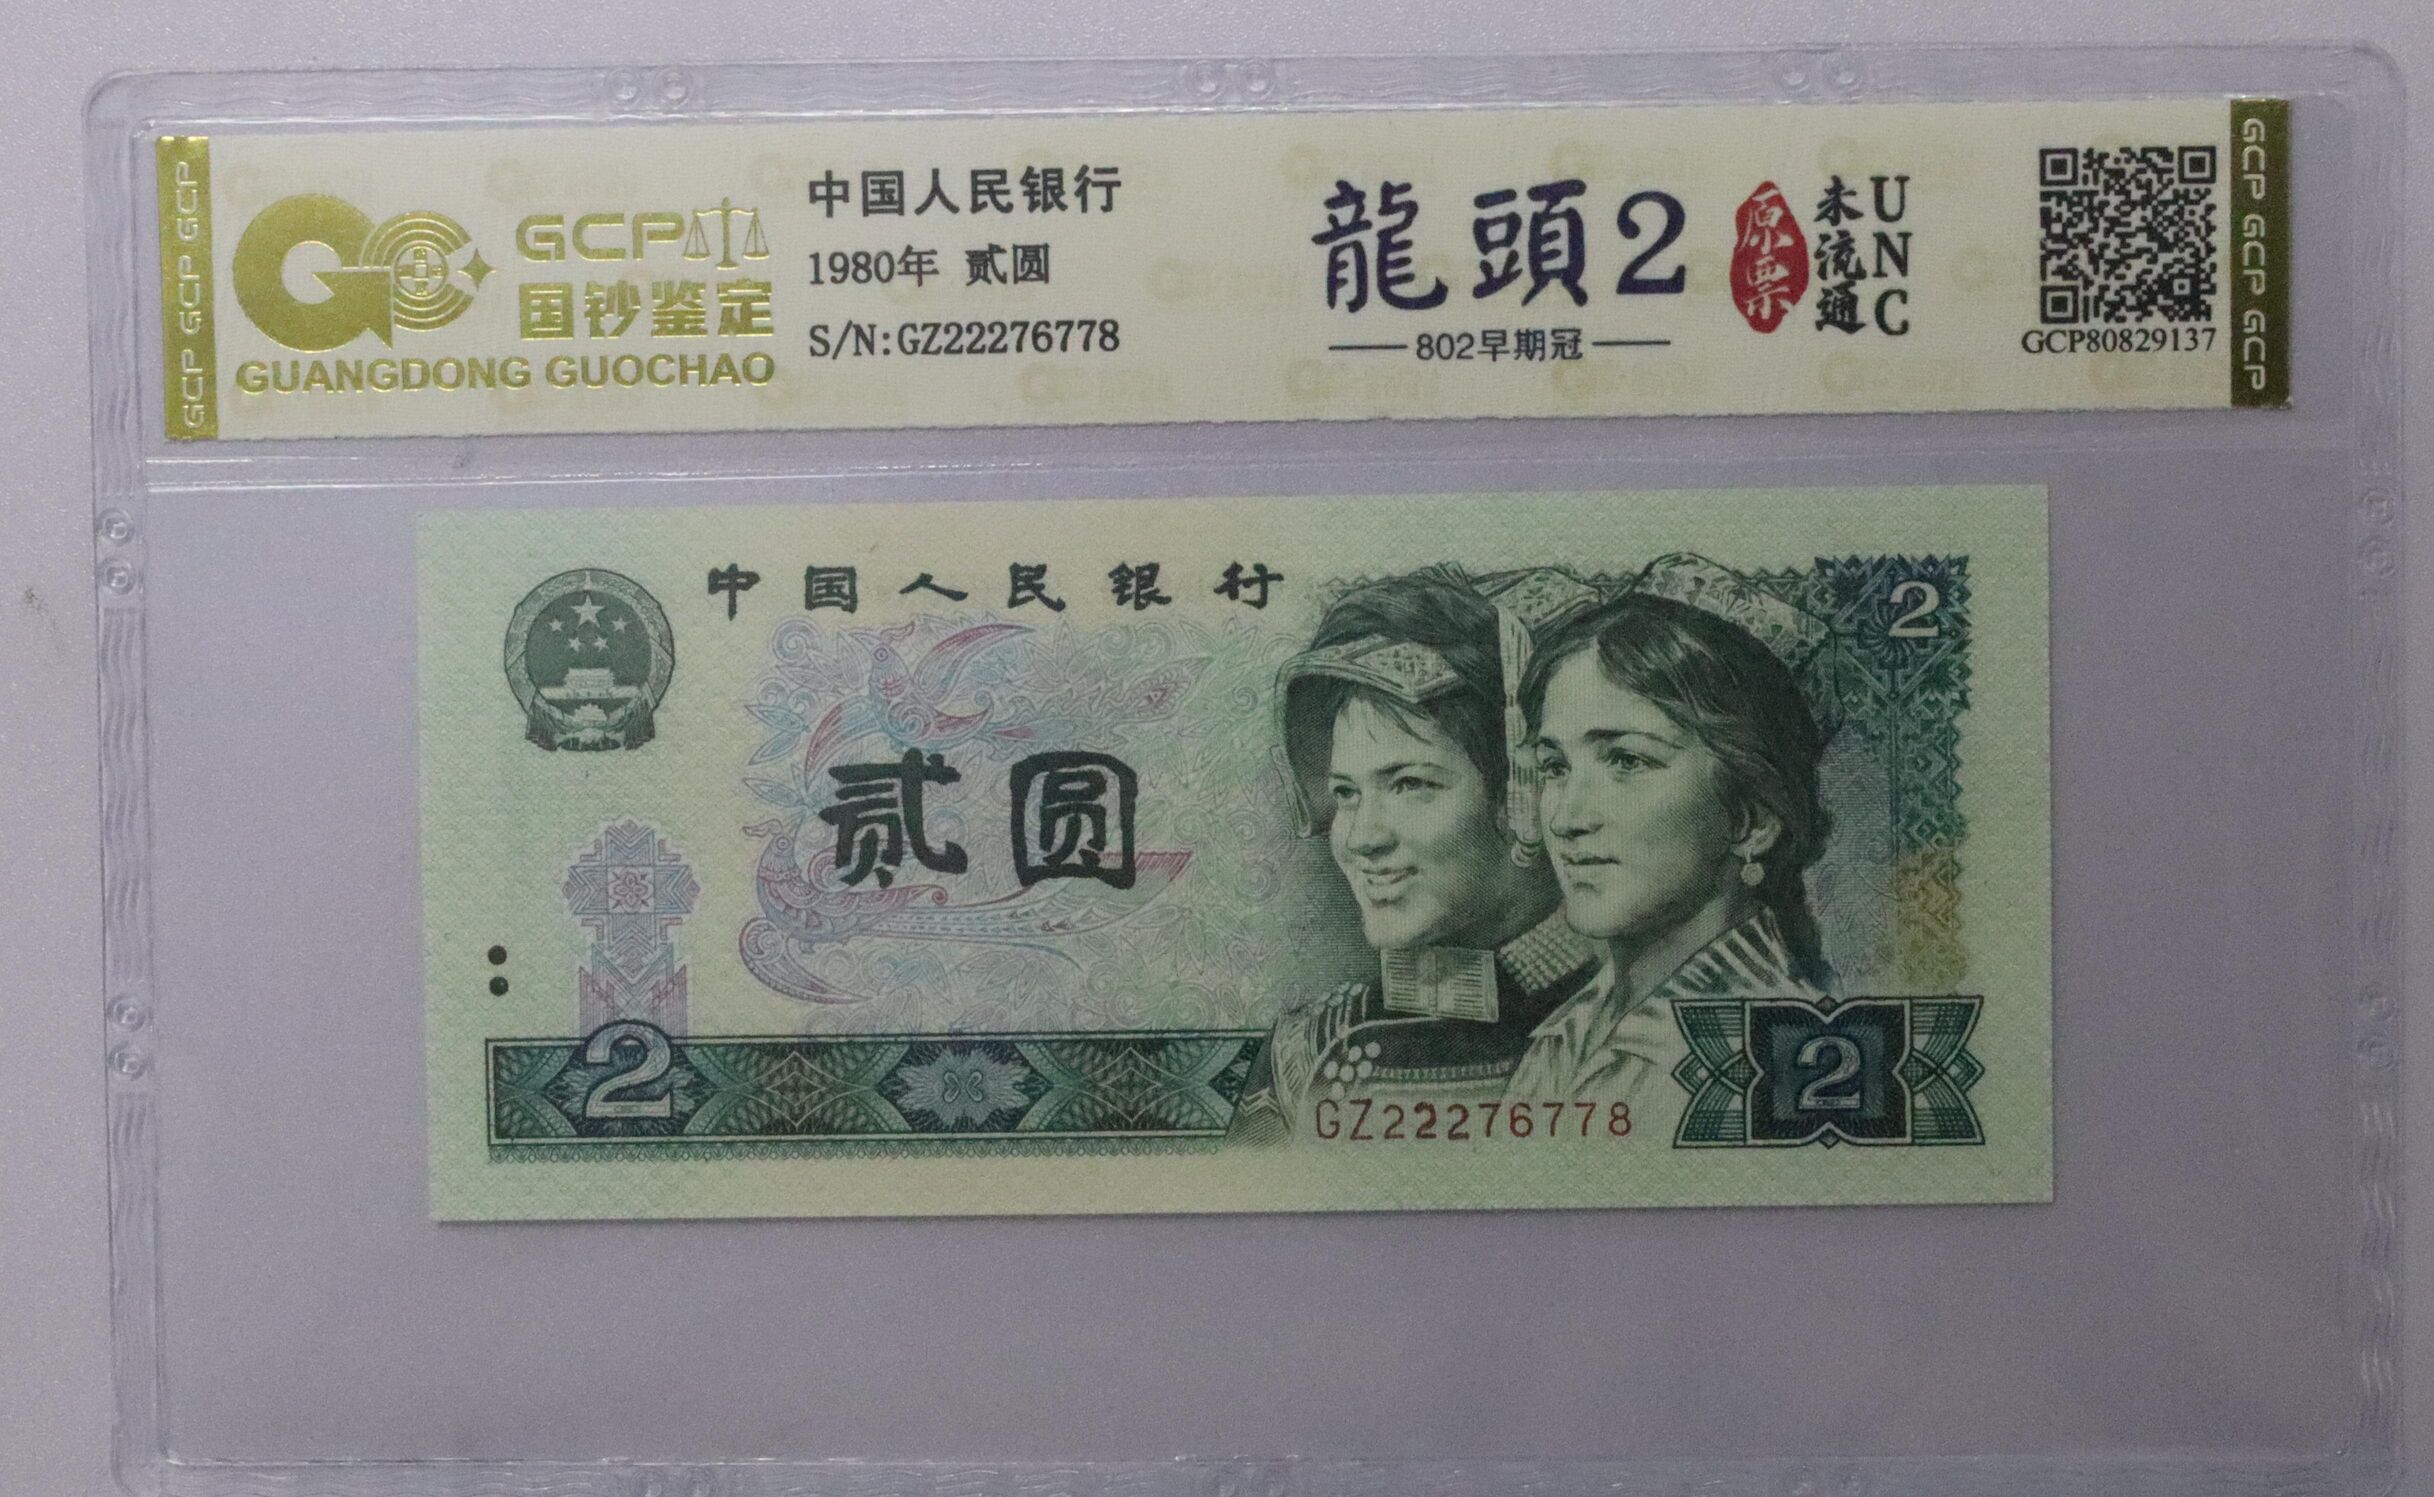 GCP GCP GCP
GCP
国钞鉴定
GUANGDONG GUOCHAO
中国人民银行
1980年 贰圆
S/N:GZ22276778
龍頭2
802早期冠
原票
未流通
UNC
GCP80829137
GCP GCP GCP
中国人民银行
2
贰圆
2
GZ22276778
2